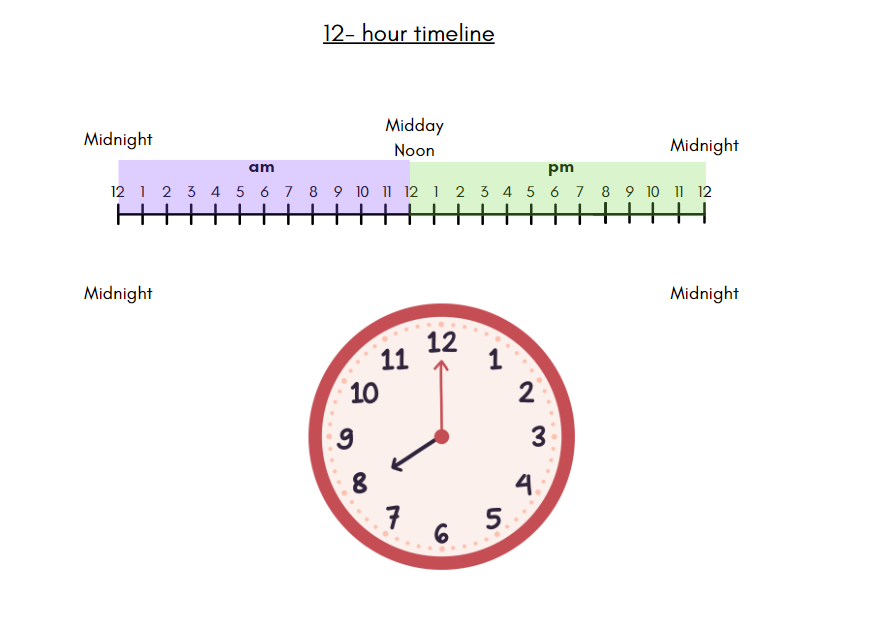 12- hour timeline
Midday
Midnight
Noon
Midnight
am
pm
12 1 2 3 4 5 6 7 8 9 10 11 12 1 2 3 4 5 6 7 8 9 10 11 12
Midnight
Midnight
12
11
1
10
2
9
3
8
4
7
5
6